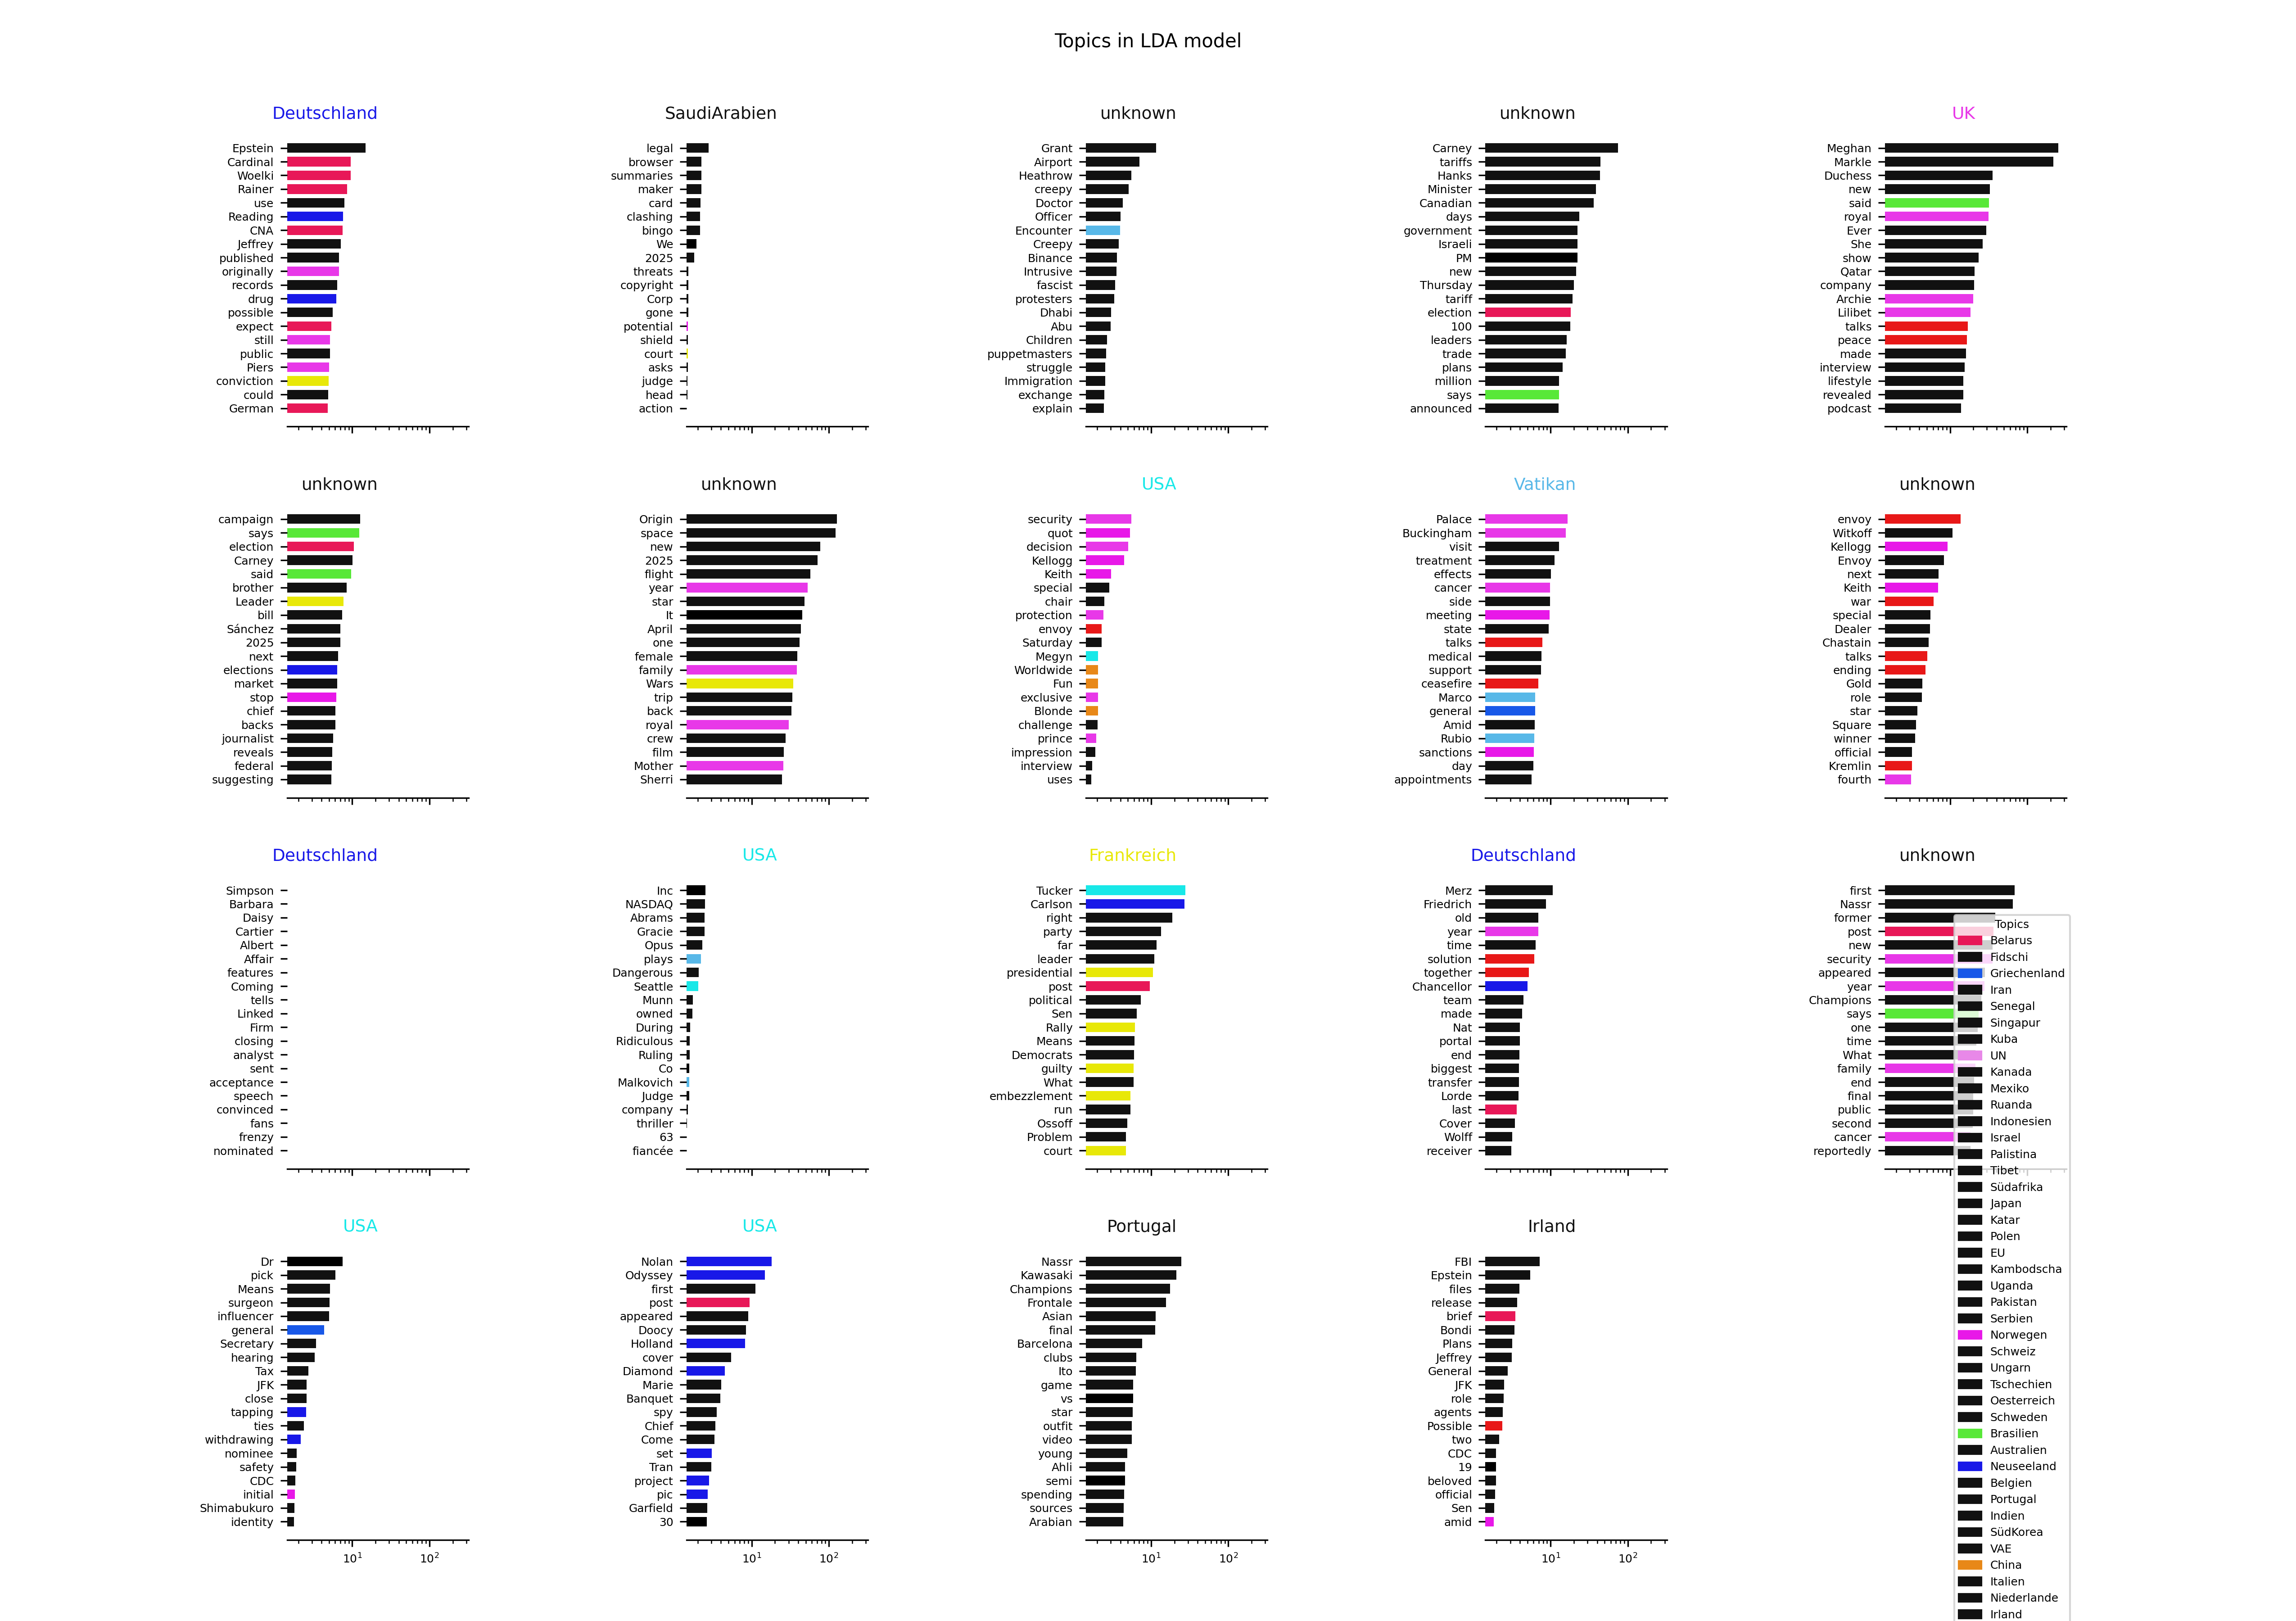 Topics in LDA model
Deutschland
Epstein
Cardinal
Woelki
Rainer
use
Reading
CNA
Jeffrey
published
originally
records
drug
possible
expect
still
public
Piers
conviction
could
German
SaudiArabien
legal
browser
summaries
maker
card
clashing
bingo
We
2025
threats
copyright
Corp
gone
potential
shield
court
asks
judge
head
action
unknown
Grant
Airport
Heathrow
creepy
Doctor
Officer
Encounter
Creepy
Binance
Intrusive
fascist
protesters
Dhabi
Abu
Children
puppetmasters
struggle
Immigration
exchange
explain
unknown
Carney
tariffs
Hanks
Minister
Canadian
days
government
Israeli
PM
new
Thursday
tariff
election
100
leaders
trade
plans
million
says
announced
UK
Meghan
Markle
Duchess
new
said
royal
Ever
She
show
Qatar
company
Archie
Lilibet
talks
peace
made
interview
lifestyle
revealed
podcast
unknown
campaign
says
election
Carney
said
brother
Leader
bill
Sánchez
2025
next
elections
market
stop
chief
backs
journalist
reveals
federal
suggesting
unknown
Origin
space
new
2025
flight
year
star
It
April
one
female
family
Wars
trip
back
royal
crew
film
Mother
Sherri
USA
security
quot
decision
Kellogg
Keith
special
chair
protection
envoy
Saturday
Megyn
Worldwide
Fun
exclusive
Blonde
challenge
prince
impression
interview
uses
Vatikan
Palace
Buckingham
visit
treatment
effects
cancer
side
meeting
state
talks
medical
support
ceasefire
Marco
general
Amid
Rubio
sanctions
day
appointments
unknown
envoy
Witkoff
Kellogg
Envoy
next
Keith
war
special
Dealer
Chastain
talks
ending
Gold
role
star
Square
winner
official
Kremlin
fourth
Deutschland
Simpson
Barbara
Daisy
Cartier
Albert
Affair
features
Coming
tells
Linked
Firm
closing
analyst
sent
acceptance
speech
convinced
fans
frenzy
nominated
USA
Inc
NASDAQ
Abrams
Gracie
Opus
plays
Dangerous
Seattle
Munn
owned
During
Ridiculous
Ruling
Co
Malkovich
Judge
company
thriller
63
fiancée
Frankreich
Tucker
Carlson
right
party
far
leader
presidential
post
political
Sen
Rally
Means
Democrats
guilty
What
embezzlement
run
Ossoff
Problem
court
Deutschland
Merz
Friedrich
old
year
time
solution
together
Chancellor
team
made
Nat
portal
end
biggest
transfer
Lorde
last
Cover
Wolff
receiver
unknown
first
Nassr
former
post
new
security
appeared
year
Champions
says
one
time
What
family
end
final
public
second
cancer
reportedly
USA
Dr
pick
Means
surgeon
influencer
general
Secretary
hearing
Tax
JFK
close
tapping
ties
withdrawing
nominee
safety
CDC
initial
Shimabukuro
identity
10¹ 10²
USA
Nolan
Odyssey
first
post
appeared
Doocy
Holland
cover
Diamond
Marie
Banquet
spy
Chief
Come
set
Tran
project
pic
Garfield
30
10¹ 10²
Portugal
Nassr
Kawasaki
Champions
Frontale
Asian
final
Barcelona
clubs
Ito
game
vs
star
outfit
video
young
Ahli
semi
spending
sources
Arabian
10¹ 10²
Irland
FBI
Epstein
files
release
brief
Bondi
Plans
Jeffrey
General
JFK
role
agents
Possible
two
CDC
19
beloved
official
Sen
amid
10¹ 10²
Topics
Belarus
Fidschi
Griechenland
Iran
Senegal
Singapur
Kuba
UN
Kanada
Mexiko
Ruanda
Indonesien
Israel
Palistina
Tibet
Südafrika
Japan
Katar
Polen
EU
Kambodscha
Uganda
Pakistan
Serbien
Norwegen
Schweiz
Ungarn
Tschechien
Oesterreich
Schweden
Brasilien
Australien
Neuseeland
Belgien
Portugal
Indien
SüdKorea
VAE
China
Italien
Niederlande
Irland